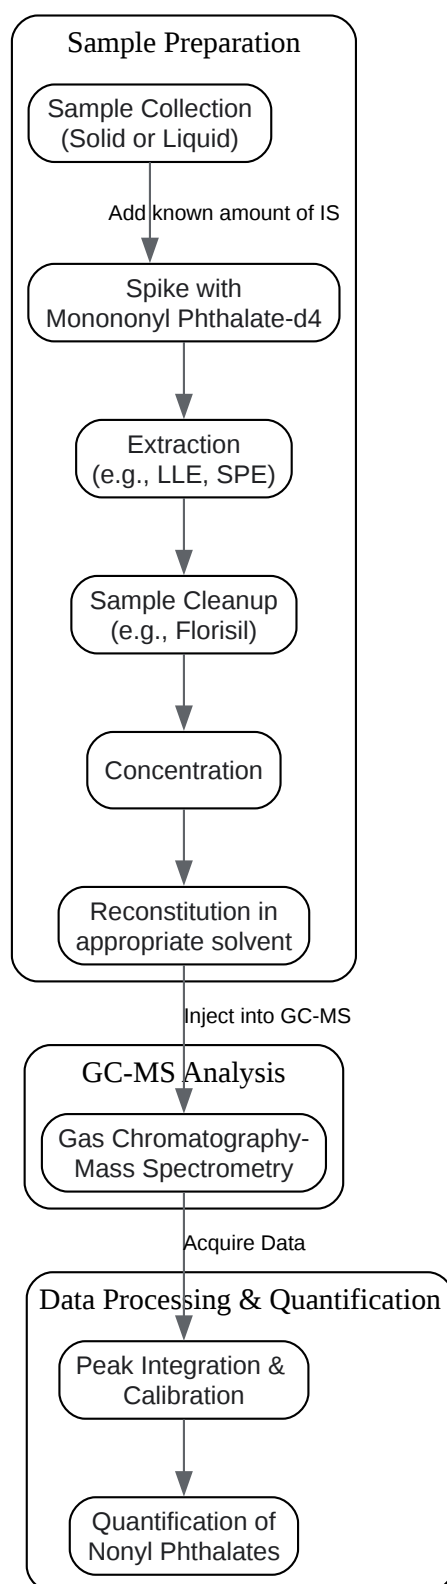 Sample Preparation
Sample Collection
(Solid or Liquid)
Add known amount of IS
Spike with
Monononyl Phthalate-d4
Extraction
(e.g., LLE, SPE)
Sample Cleanup
(e.g., Florisil)
Concentration
Reconstitution in
appropriate solvent
Inject into GC-MS
GC-MS Analysis
Gas Chromatography-
Mass Spectrometry
Acquire Data
Data Processing & Quantification
Peak Integration &
Calibration
Quantification of
Nonyl Phthalates